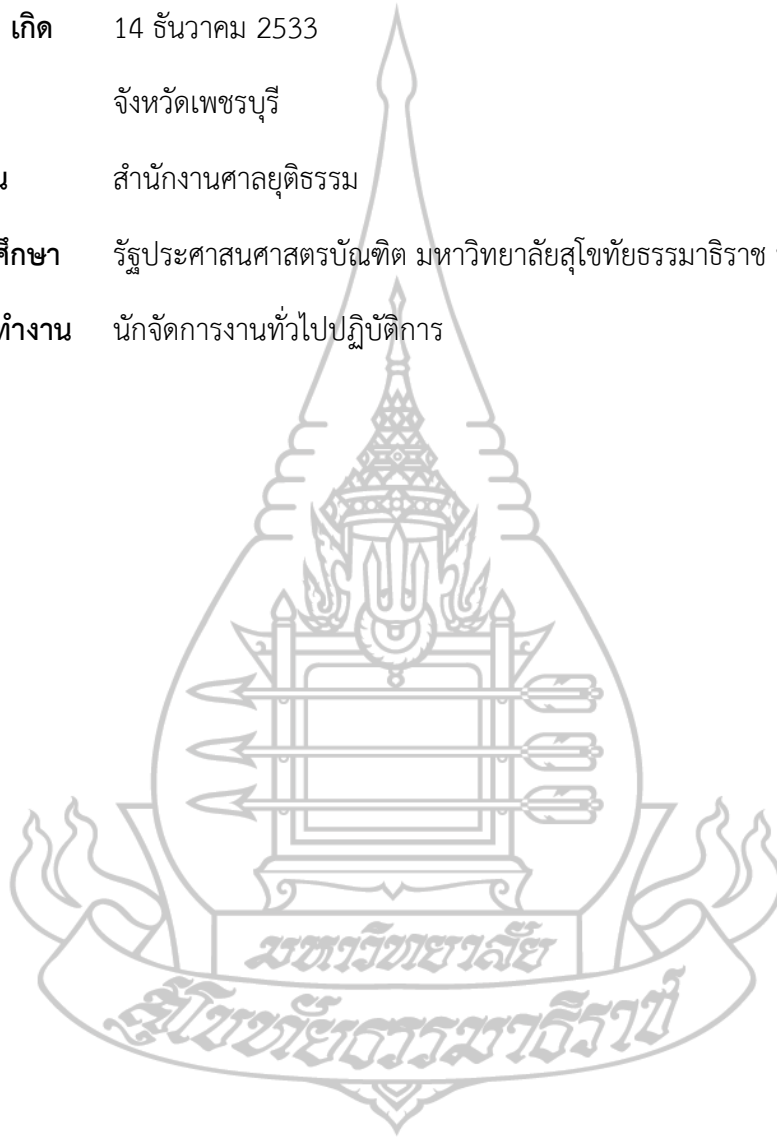 เกิด 14 ธันวาคม 2533
จังหวัดเพชรบุรี
สำนักงานศาลยุติธรรม
ศึกษา รัฐประศาสนศาสตรบัณฑิต มหาวิทยาลัยสุโขทัยธรรมาธิราช
ทำงาน นักจัดการงานทั่วไปปฏิบัติการ
มหาวิทยาลัย
สุโขทัยธรรมาธิราช